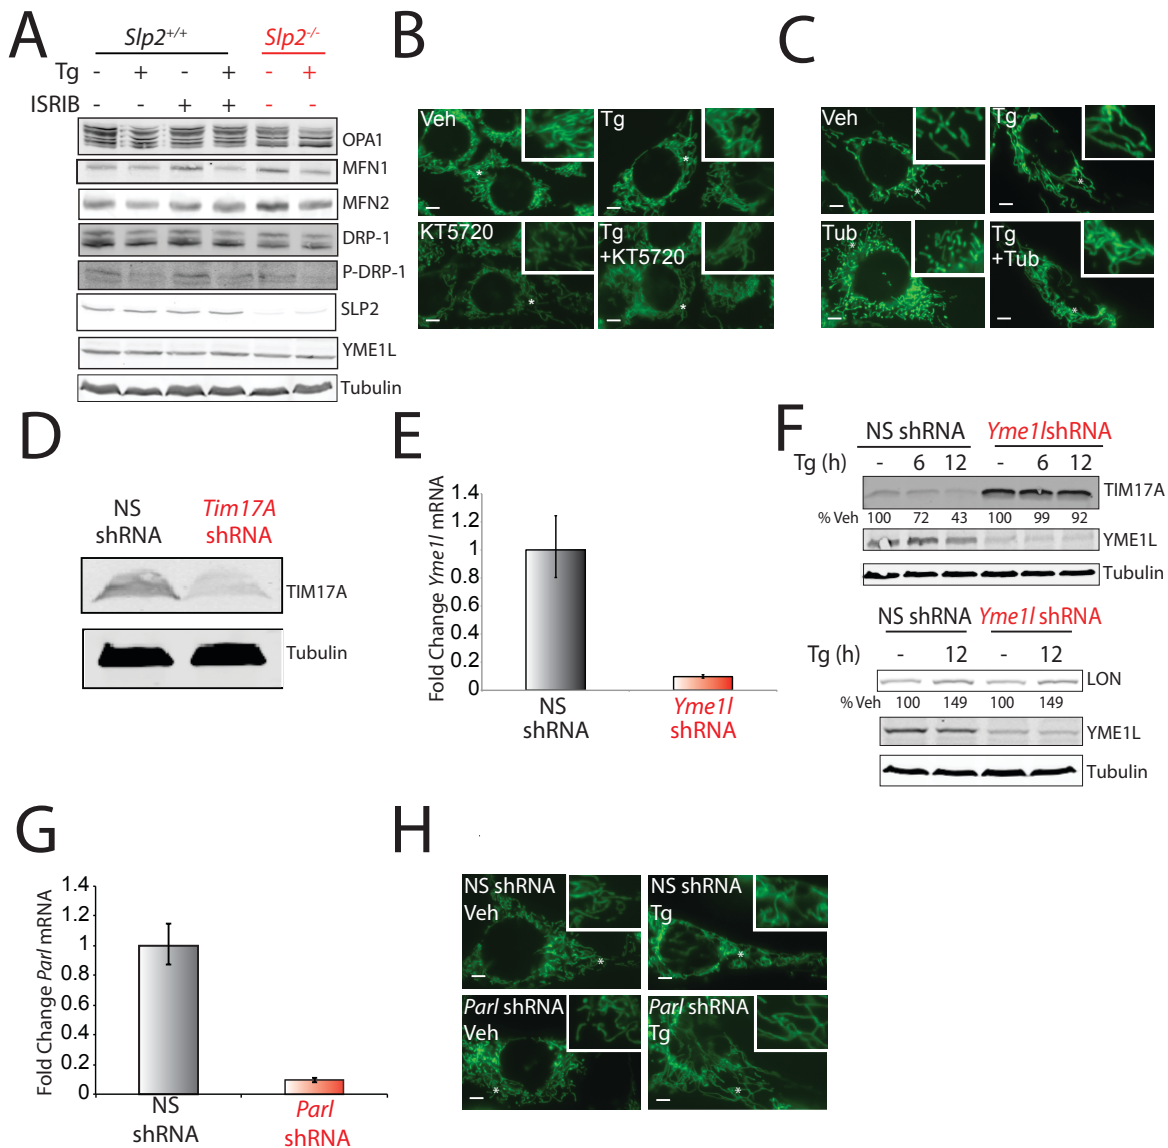 A
Slp2+/+ Slp2-/-
Tg - + - + - +
ISRIB - - + + - -
OPA1
MFN1
MFN2
DRP-1
P-DRP-1
SLP2
YME1L
Tubulin
B
Veh
Tg
KT5720
Tg
+KT5720
C
Veh
Tg
Tub
Tg
+Tub
D
NS
shRNA
Tim17A
shRNA
TIM17A
Tubulin
E
Fold Change Yme1l mRNA
1.4
1.2
1
0.8
0.6
0.4
0.2
0
NS
shRNA
Yme1l
shRNA
F
NS shRNA Yme1lshRNA
Tg (h) - 6 12 - 6 12
TIM17A
% Veh 100 72 43 100 99 92
YME1L
Tubulin
NS shRNA Yme1l shRNA
Tg (h) - 12 - 12
LON
% Veh 100 149 100 149
YME1L
Tubulin
G
Fold Change Parl mRNA
1.4
1.2
1
0.8
0.6
0.4
0.2
0
NS
shRNA
Parl
shRNA
H
NS shRNA
Veh
NS shRNA
Tg
Parl shRNA
Veh
Parl shRNA
Tg